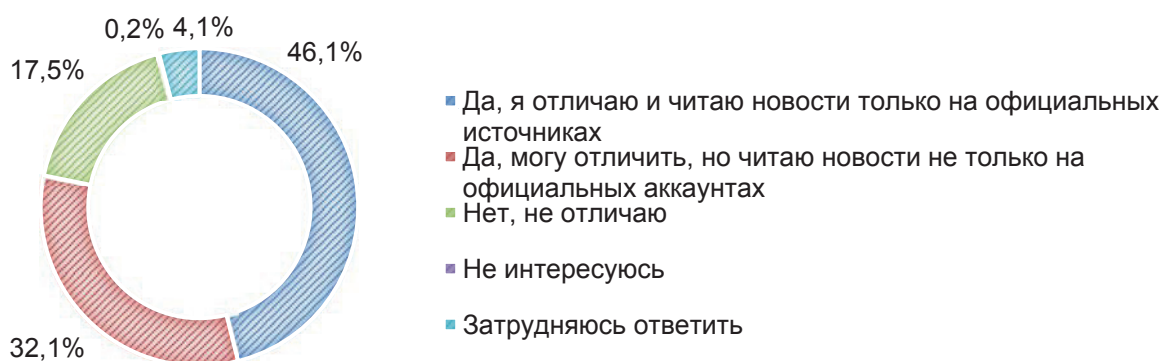 0,2%
4,1%
46,1%
17,5%
32,1%
Да, я отличаю и читаю новости только на официальных
источниках
Да, могу отличить, но читаю новости не только на
официальных аккаунтах
Нет, не отличаю
Не интересуюсь
Затрудняюсь ответить